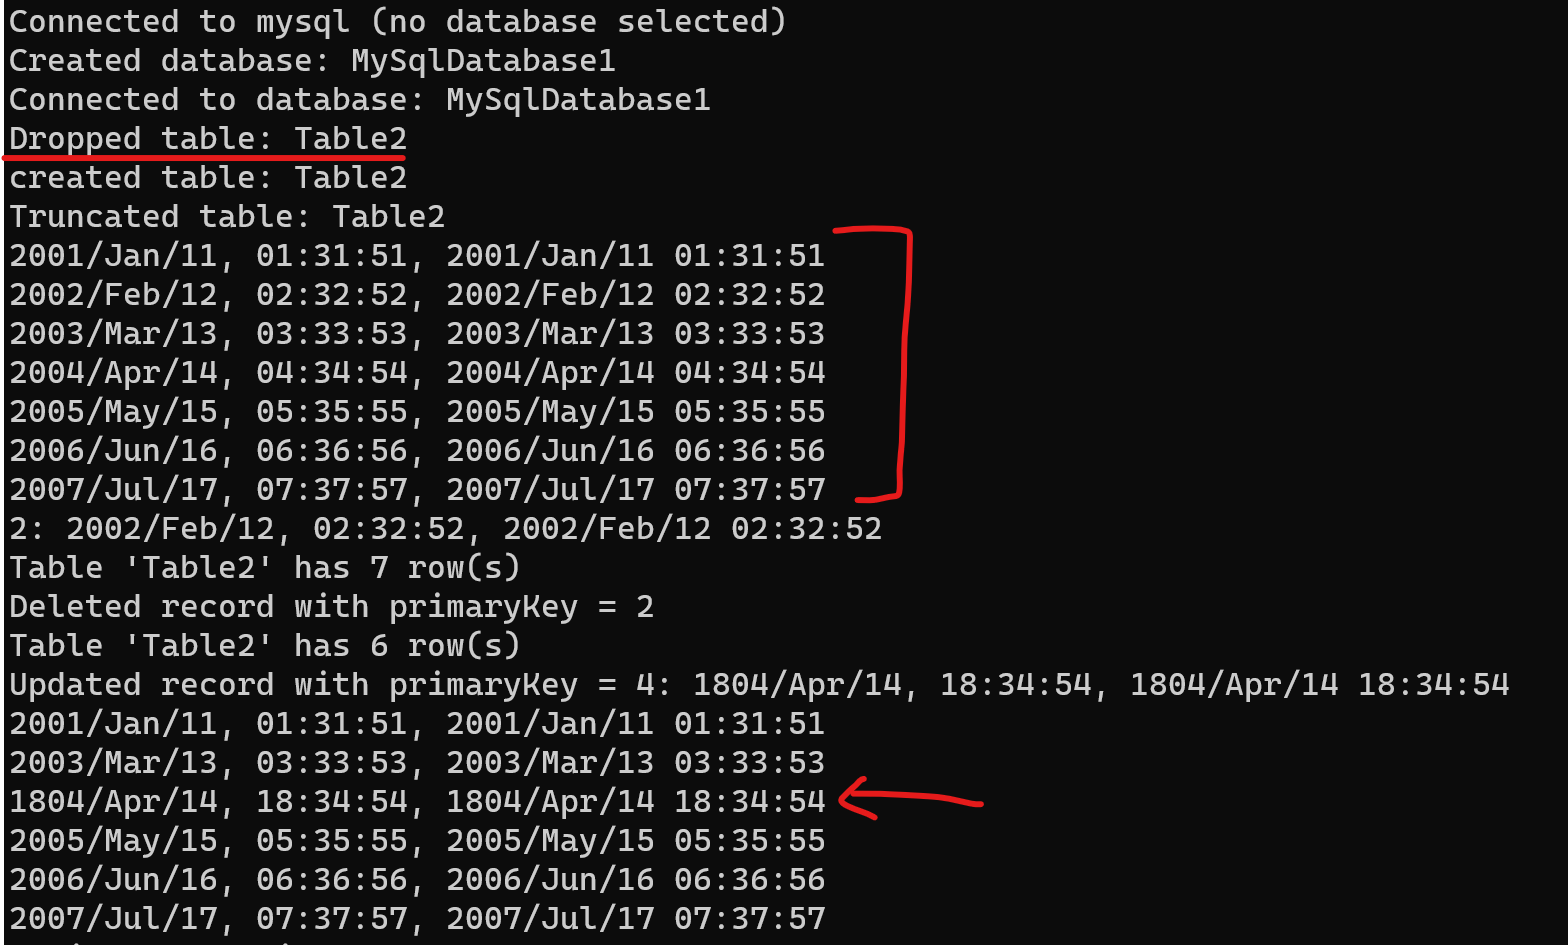 Connected to mysql (no database selected)
Created database: MySqlDatabase1
Connected to database: MySqlDatabase1
Dropped table: Table2
created table: Table2
Truncated table: Table2
2001/Jan/11, 01:31:51, 2001/Jan/11 01:31:51
2002/Feb/12, 02:32:52, 2002/Feb/12 02:32:52
2003/Mar/13, 03:33:53, 2003/Mar/13 03:33:53
2004/Apr/14, 04:34:54, 2004/Apr/14 04:34:54
2005/May/15, 05:35:55, 2005/May/15 05:35:55
2006/Jun/16, 06:36:56, 2006/Jun/16 06:36:56
2007/Jul/17, 07:37:57, 2007/Jul/17 07:37:57
2: 2002/Feb/12, 02:32:52, 2002/Feb/12 02:32:52
Table 'Table2' has 7 row(s)
Deleted record with primaryKey = 2
Table 'Table2' has 6 row(s)
Updated record with primaryKey = 4: 1804/Apr/14, 18:34:54, 1804/Apr/14 18:34:54
2001/Jan/11, 01:31:51, 2001/Jan/11 01:31:51
2003/Mar/13, 03:33:53, 2003/Mar/13 03:33:53
1804/Apr/14, 18:34:54, 1804/Apr/14 18:34:54
2005/May/15, 05:35:55, 2005/May/15 05:35:55
2006/Jun/16, 06:36:56, 2006/Jun/16 06:36:56
2007/Jul/17, 07:37:57, 2007/Jul/17 07:37:57